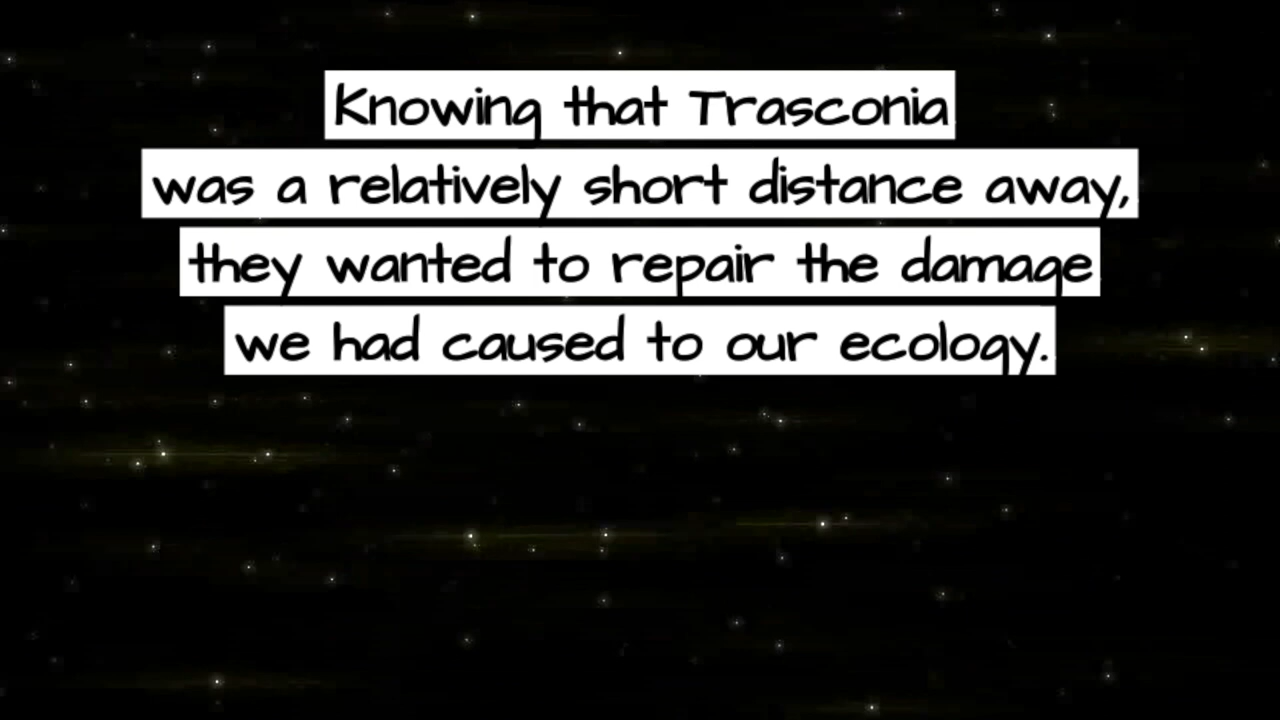 Knowing that Trasconia
was a relatively short distance away,
they wanted to repair the damage
we had caused to our ecology.